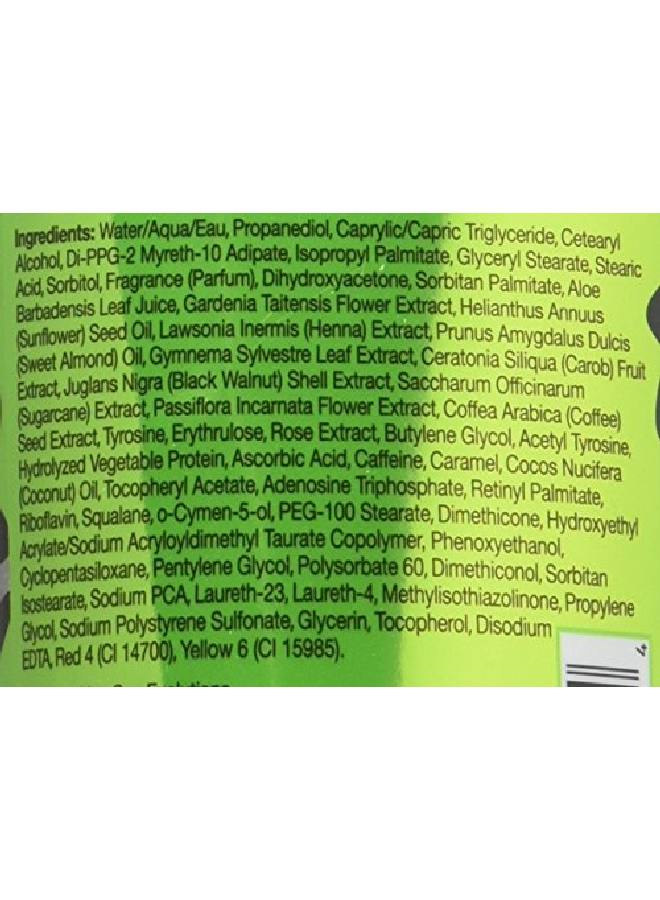 Ingredients: Water/Aqua/Eau, Propanediol, Caprylic/Capric Triglyceride, Cetearyl
Alcohol, Di-PPG-2 Myreth-10 Adipate, Isopropyl Palmitate, Glyceryl Stearate, Stearic
Acid, Sorbitol, Fragrance (Parfum), Dihydroxyacetone, Sorbitan Palmitate, Aloe
Barbadensis Leaf Juice, Gardenia Taitensis Flower Extract, Helianthus Annuus
(Sunflower) Seed Oil, Lawsonia Inermis (Henna) Extract, Prunus Amygdalus Dulcis
(Sweet Almond) Oil, Gymnema Sylvestre Leaf Extract, Ceratonia Siliqua (Carob) Fruit
Extract, Juglans Nigra (Black Walnut) Shell Extract, Saccharum Officinarum
(Sugarcane) Extract, Passiflora Incarnata Flower Extract, Coffea Arabica (Coffee)
Seed Extract, Tyrosine, Erythrulose, Rose Extract, Butylene Glycol, Acetyl Tyrosine,
Hydrolyzed Vegetable Protein, Ascorbic Acid, Caffeine, Caramel, Cocos Nucifera
(Coconut) Oil, Tocopheryl Acetate, Adenosine Triphosphate, Retinyl Palmitate,
Riboflavin, Squalane, o-Cymen-5-ol, PEG-100 Stearate, Dimethicone, Hydroxyethyl
Acrylate/Sodium Acryloyldimethyl Taurate Copolymer, Phenoxyethanol,
Cyclopentasiloxane, Pentylene Glycol, Polysorbate 60, Dimethiconol, Sorbitan
Isostearate, Sodium PCA, Laureth-23, Laureth-4, Methylisothiazolinone, Propylene
Glycol, Sodium Polystyrene Sulfonate, Glycerin, Tocopherol, Disodium
EDTA, Red 4 (CI 14700), Yellow 6 (CI 15985).
4